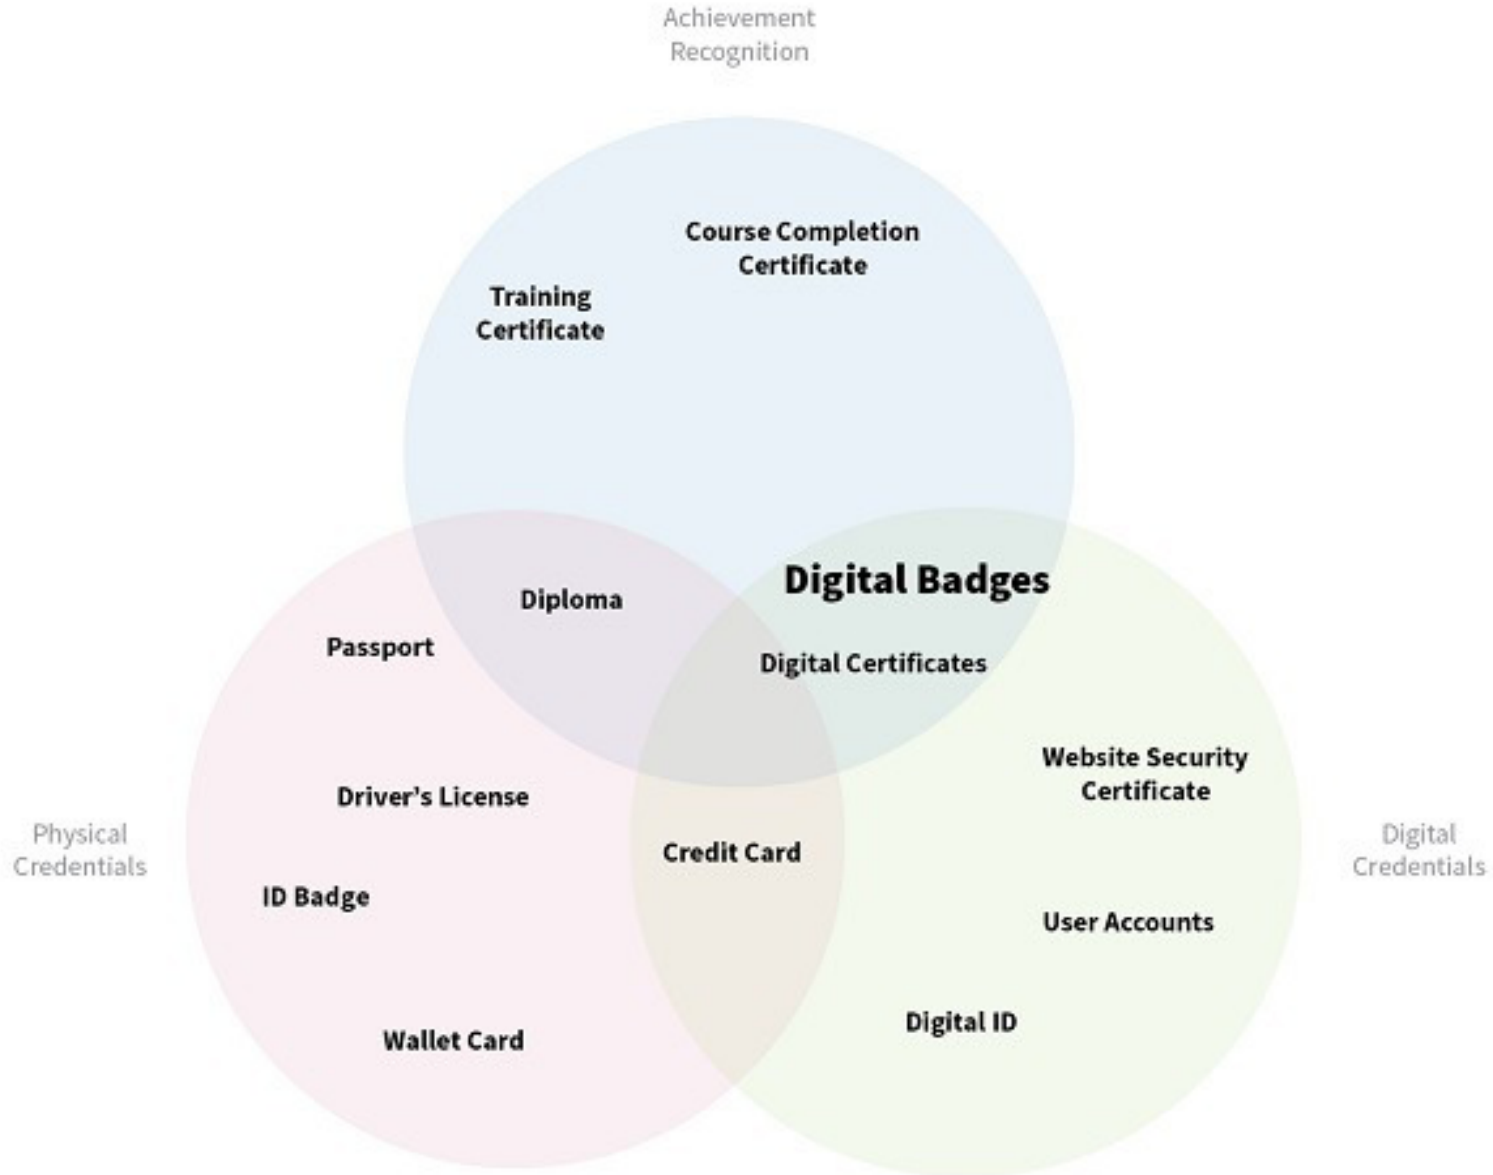 Achievement
Recognition
Course Completion
Certificate
Training
Certificate
Digital Badges
Diploma
Passport
Digital Certificates
Website Security
Certificate
Driver’s License
Physical
Credentials
Digital
Credentials
Credit Card
ID Badge
User Accounts
Digital ID
Wallet Card